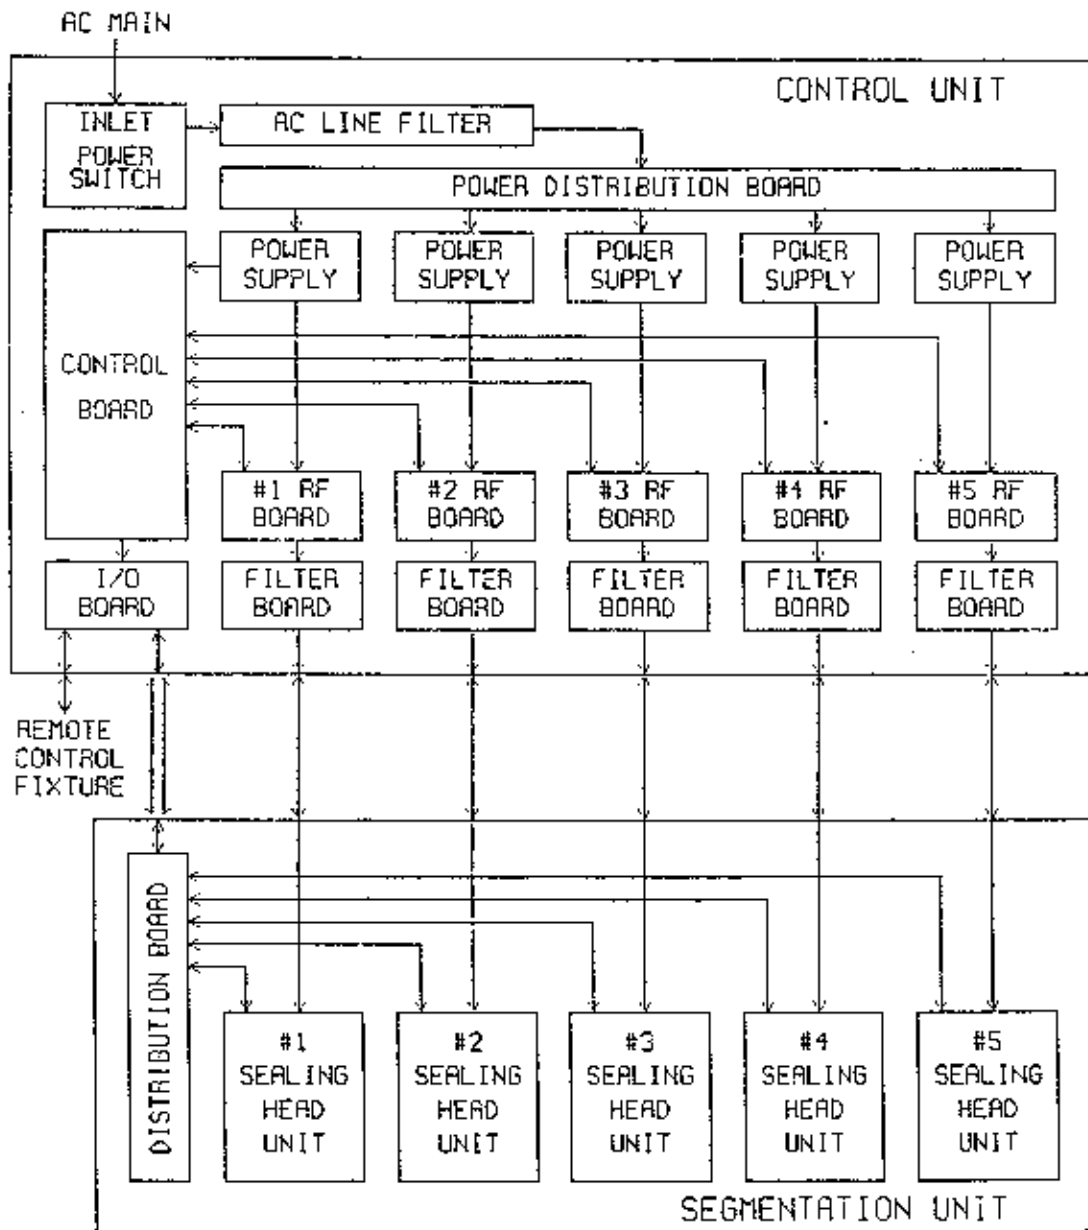 AC MAIN
CONTROL UNIT
INLET
POWER
SWITCH
AC LINE FILTER
POWER DISTRIBUTION BOARD
POWER
SUPPLY
POWER
SUPPLY
POWER
SUPPLY
POWER
SUPPLY
POWER
SUPPLY
CONTROL
BOARD
#1 RF
BOARD
#2 RF
BOARD
#3 RF
BOARD
#4 RF
BOARD
#5 RF
BOARD
I/O
BOARD
FILTER
BOARD
FILTER
BOARD
FILTER
BOARD
FILTER
BOARD
FILTER
BOARD
REMOTE
CONTROL
FIXTURE
DISTRIBUTION BOARD
#1
SEALING
HEAD
UNIT
#2
SEALING
HEAD
UNIT
#3
SEALING
HEAD
UNIT
#4
SEALING
HEAD
UNIT
#5
SEALING
HEAD
UNIT
SEGMENTATION UNIT